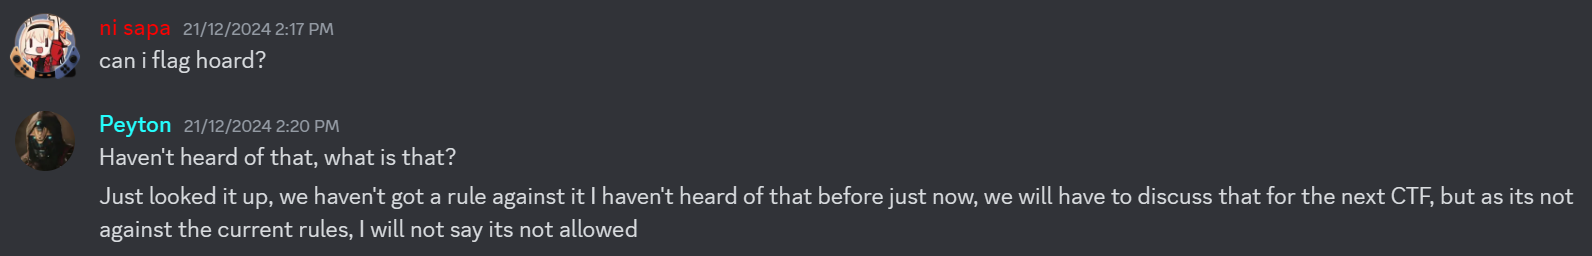 ni sapa 21/12/2024 2:17 PM
can i flag hoard?
Peyton 21/12/2024 2:20 PM
Haven't heard of that, what is that?
Just looked it up, we haven't got a rule against it I haven't heard of that before just now, we will have to discuss that for the next CTF, but as its not
against the current rules, I will not say its not allowed